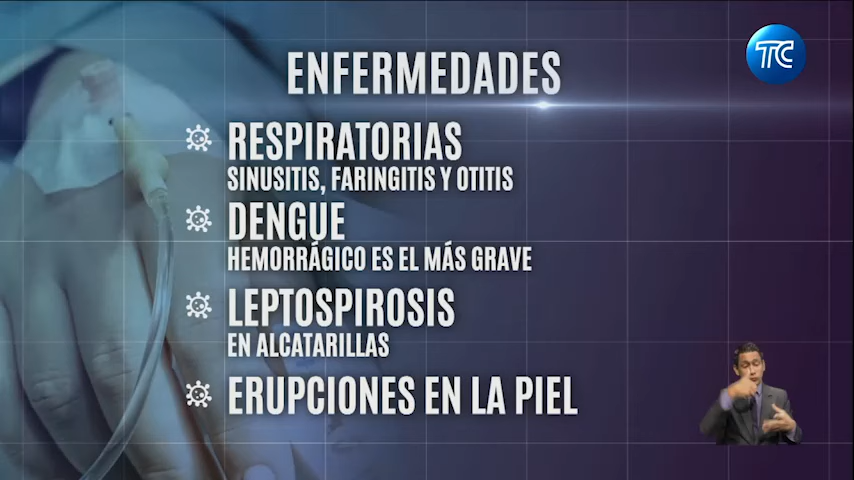 ENFERMEDADES
TC
RESPIRATORIAS
SINUSITIS, FARINGITIS Y OTITIS
DENGUE
HEMORRÁGICO ES EL MÁS GRAVE
LEPTOSPIROSIS
EN ALCATARILLAS
ERUPCIONES EN LA PIEL